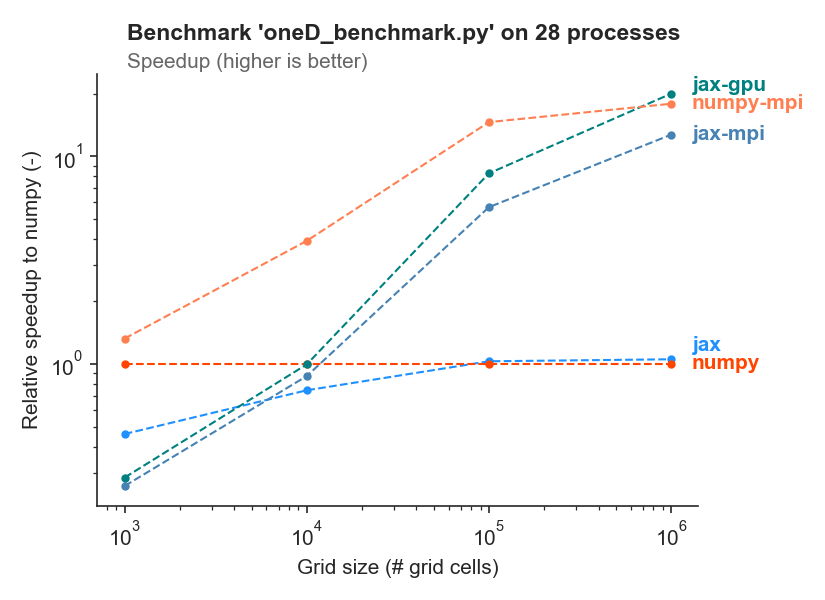 Benchmark 'oneD_benchmark.py' on 28 processes
Speedup (higher is better)
jax-gpu
numpy-mpi
jax-mpi
jax
numpy
Relative speedup to numpy (-)
10^1
10^0
10^3 10^4 10^5 10^6
Grid size (# grid cells)